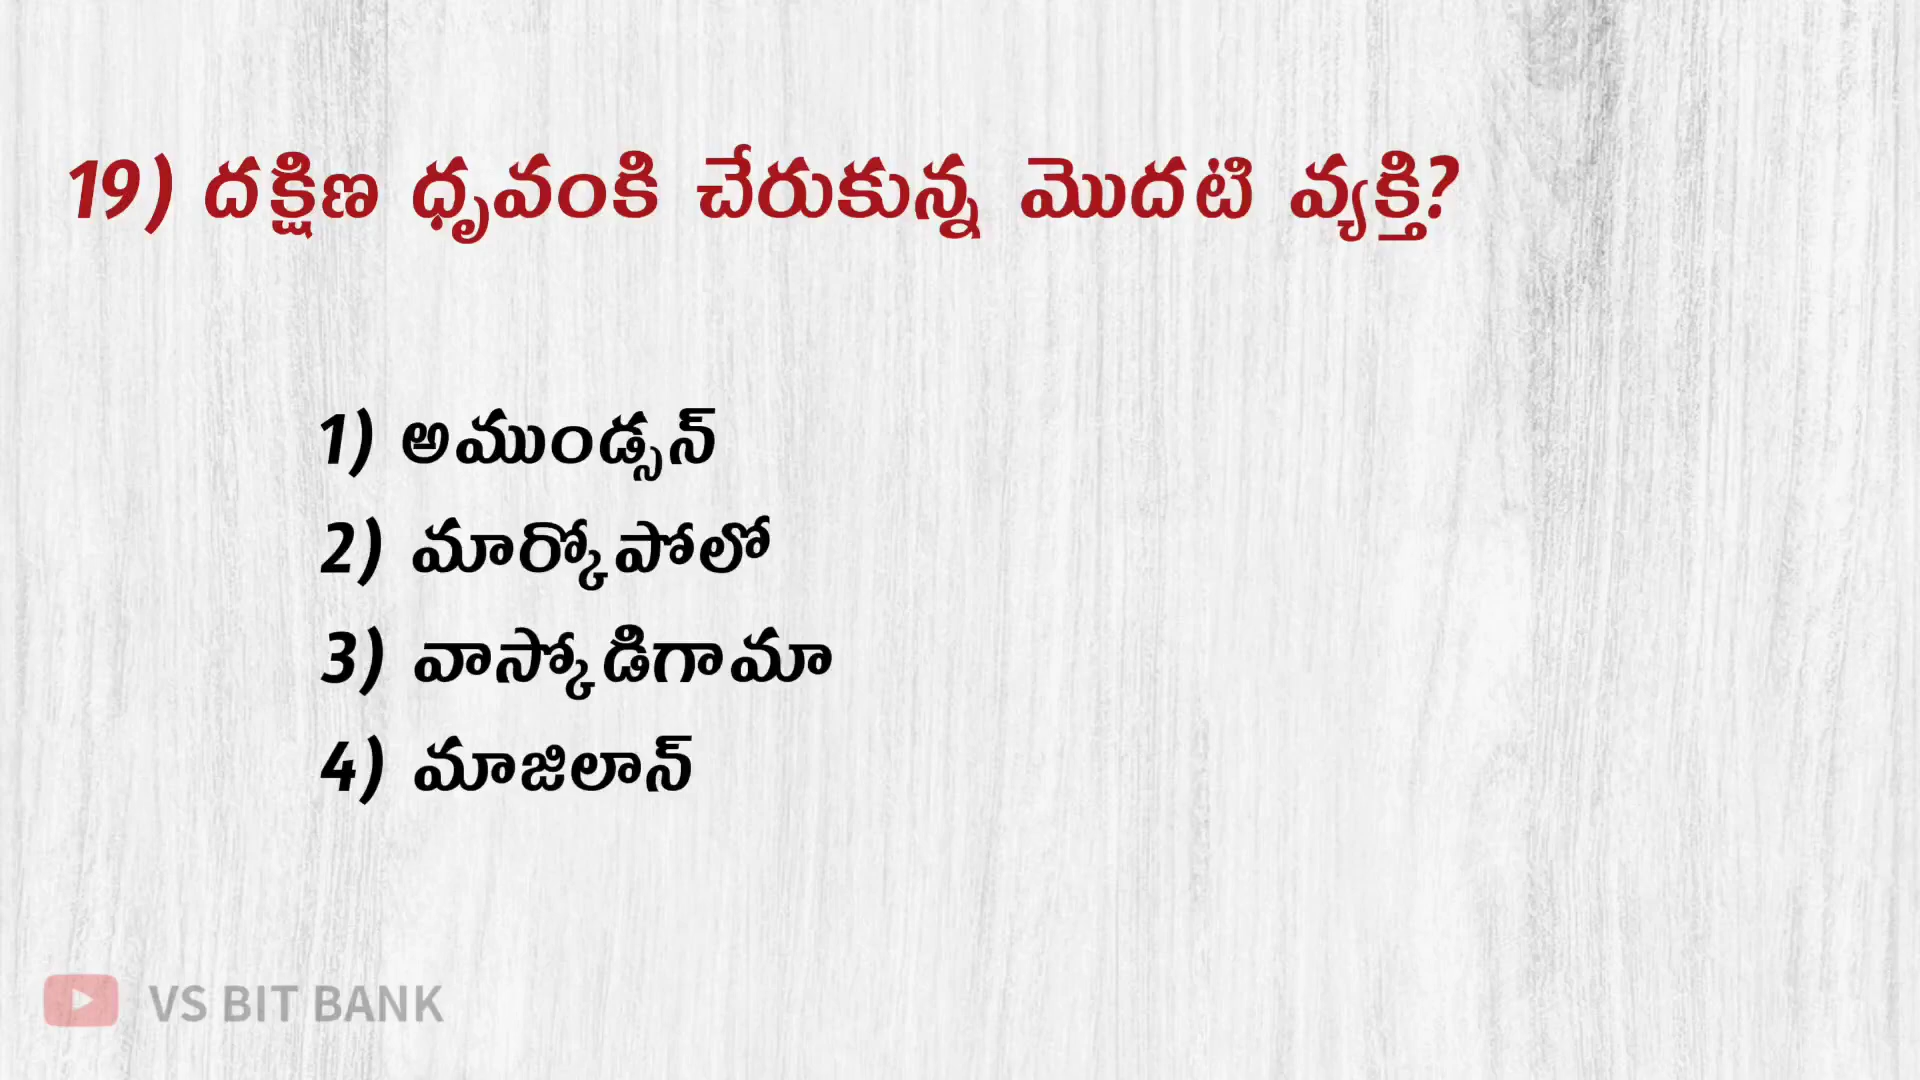 19) దక్షిణ ధృవంకి చేరుకున్న మొదటి వ్యక్తి?
1) అముండ్సన్
2) మార్కోపోలో
3) వాస్కోడిగామా
4) మాజిలాన్
VS BIT BANK